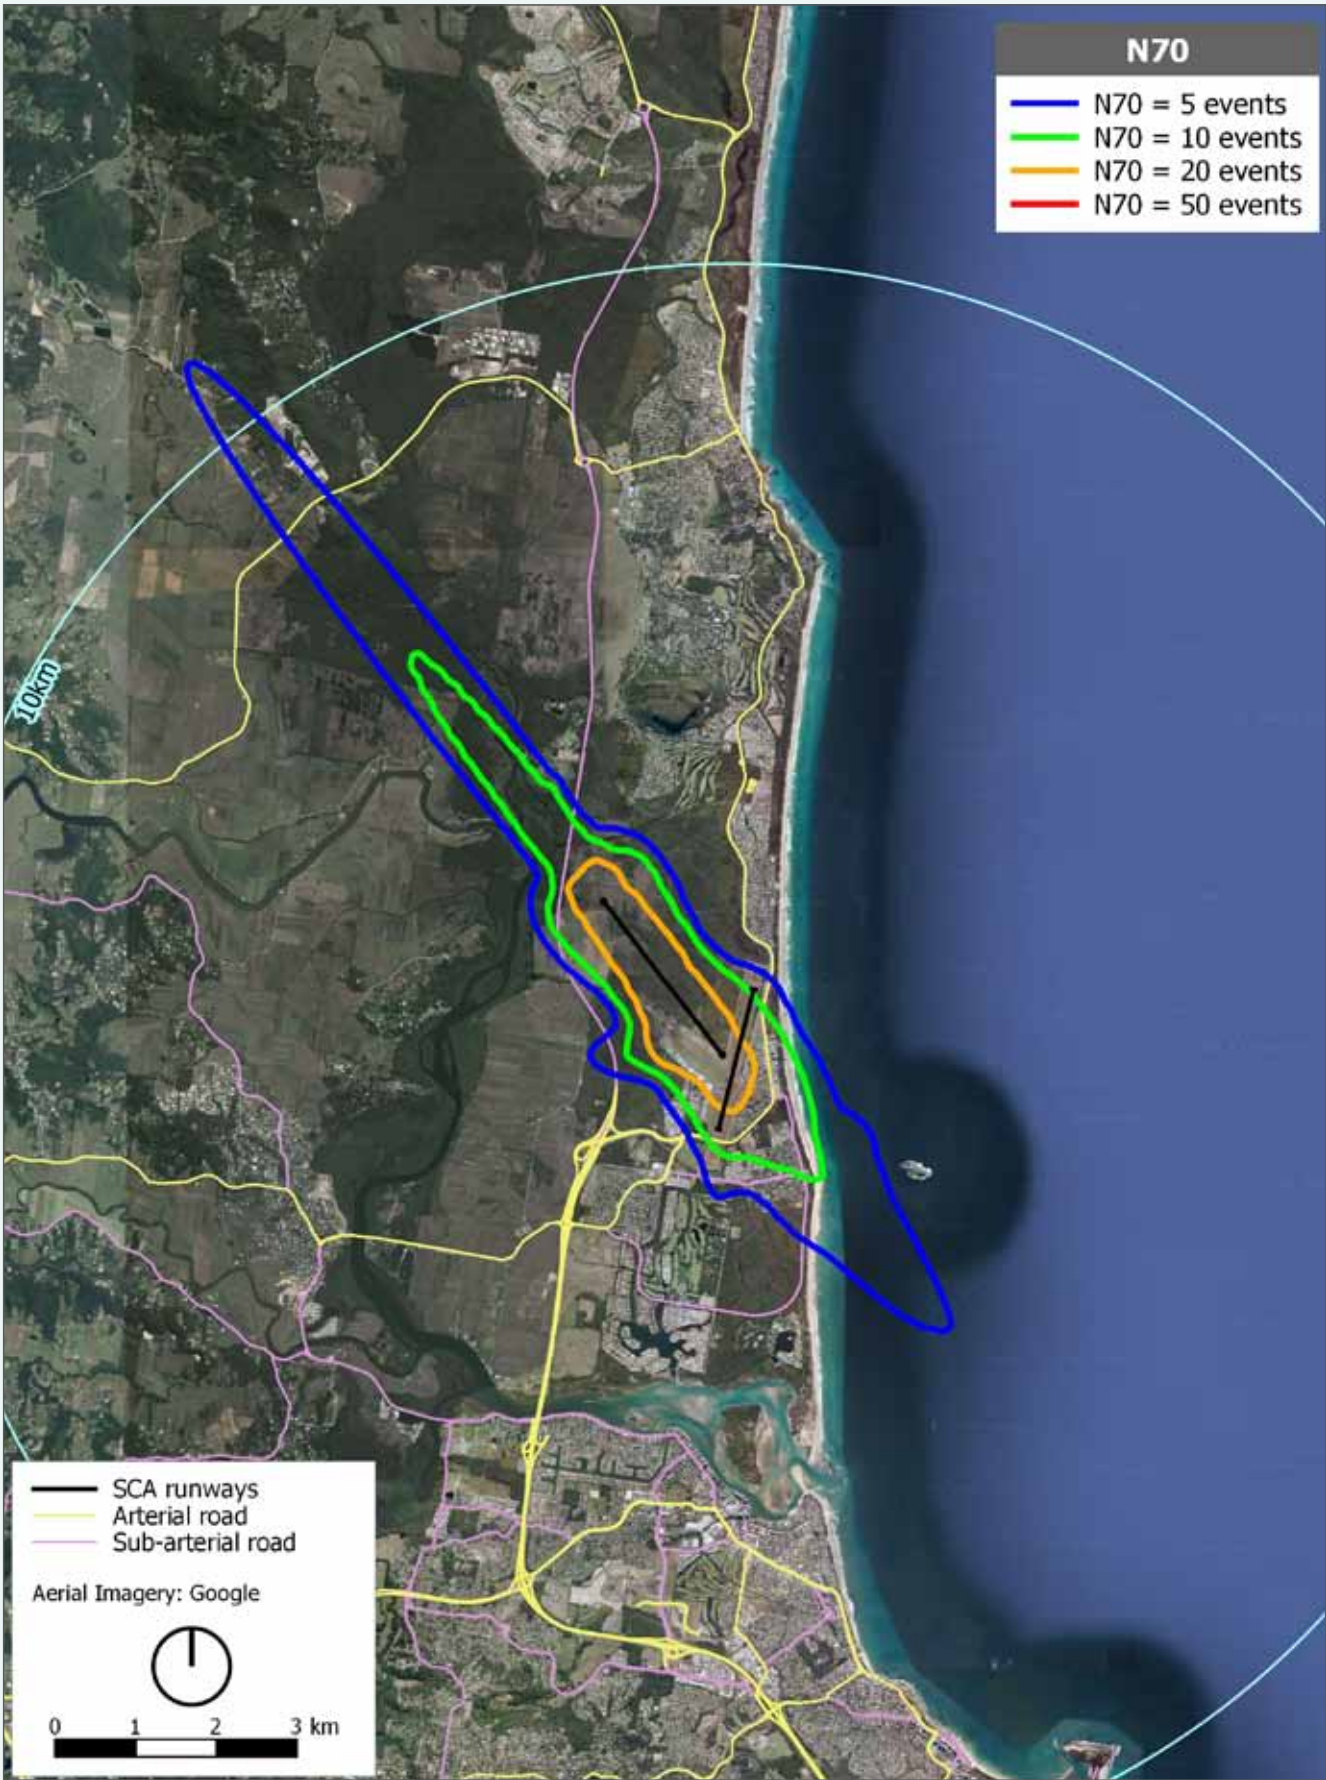 N70
N70 = 5 events
N70 = 10 events
N70 = 20 events
N70 = 50 events
10km
SCA runways
Arterial road
Sub-arterial road
Aerial Imagery: Google
0 1 2 3 km